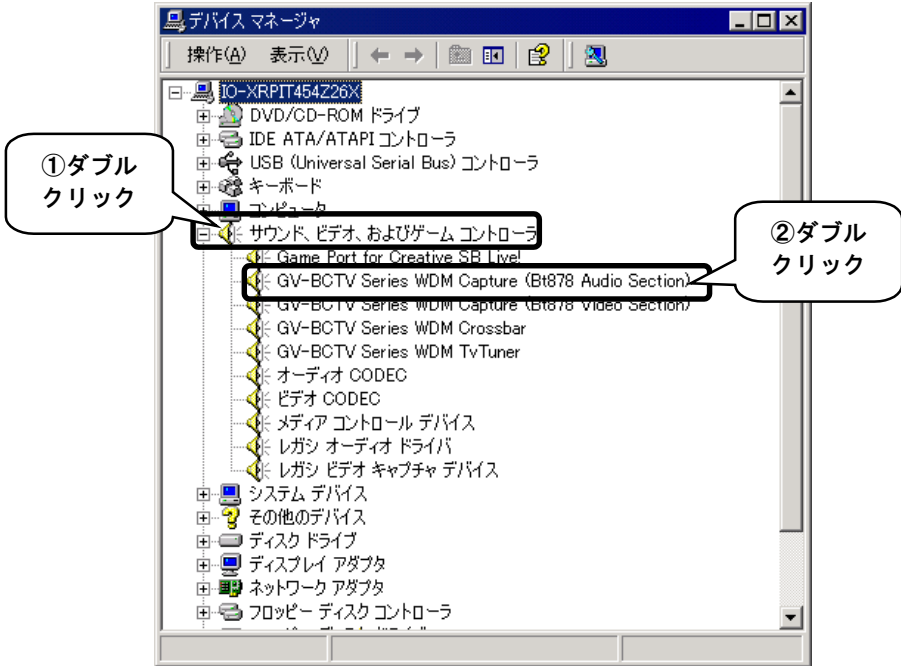 デバイス マネージャ
操作(A) 表示(V)
IO-XRPIT454Z26X
DVD/CD-ROM ドライブ
IDE ATA/ATAPI コントローラ
USB (Universal Serial Bus) コントローラ
キーボード
コンピュータ
サウンド、ビデオ、およびゲーム コントローラ
Game Port for Creative SB Live!
GV-BCTV Series WDM Capture (Bt878 Audio Section)
GV-BCTV Series WDM Capture (Bt878 Video Section)
GV-BCTV Series WDM Crossbar
GV-BCTV Series WDM TvTuner
オーディオ CODEC
ビデオ CODEC
メディア コントロール デバイス
レガシ オーディオ ドライバ
レガシ ビデオ キャプチャ デバイス
システム デバイス
その他のデバイス
ディスク ドライブ
ディスプレイ アダプタ
ネットワーク アダプタ
フロッピー ディスク コントローラ
①ダブル
クリック
②ダブル
クリック